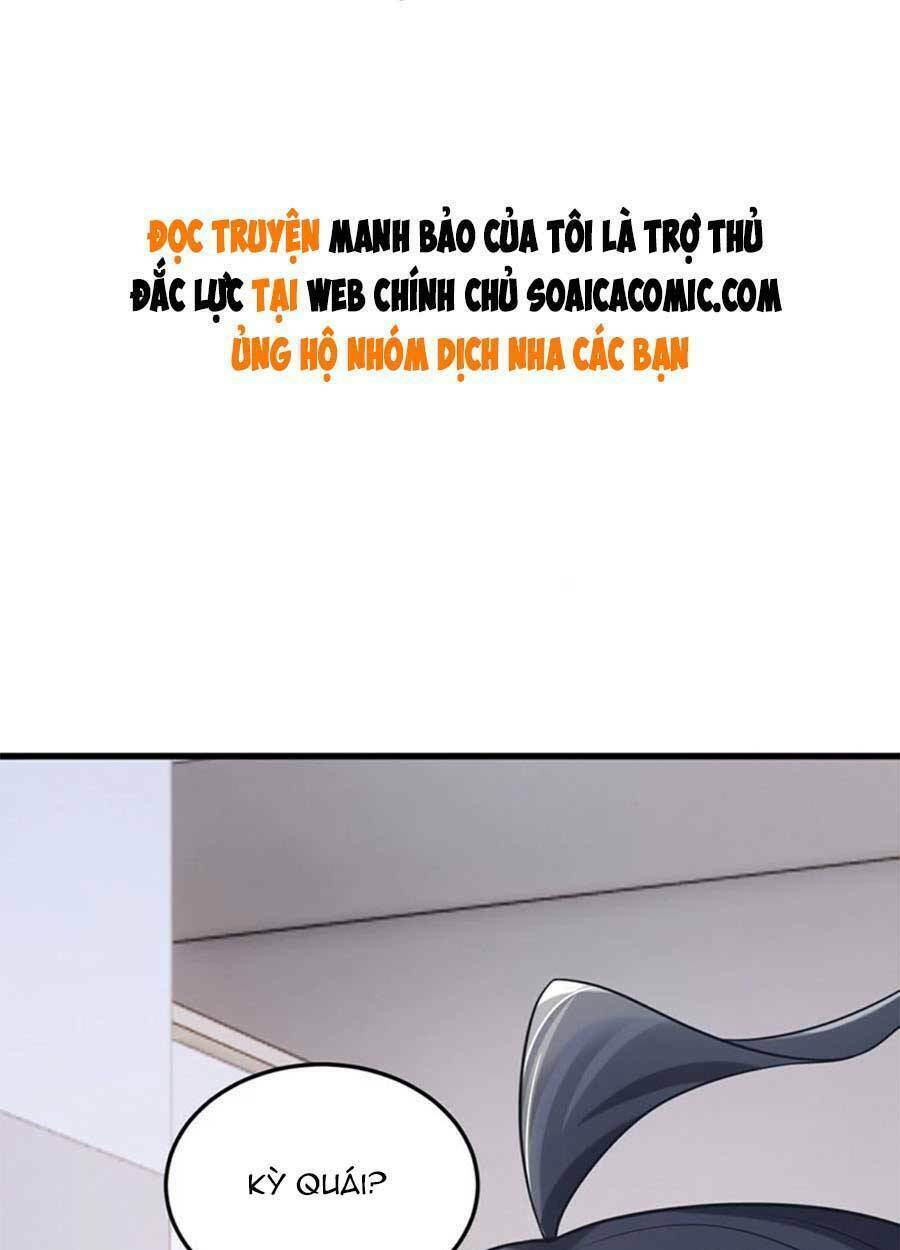 ĐỌC TRUYỆN MANH BẢO CỦA TÔI LÀ TRỢ THỦ
ĐẮC LỰC TẠI WEB CHÍNH CHỦ SOAICACOMIC.COM
ỦNG HỘ NHÓM DỊCH NHA CÁC BẠN
KỲ QUÁI?